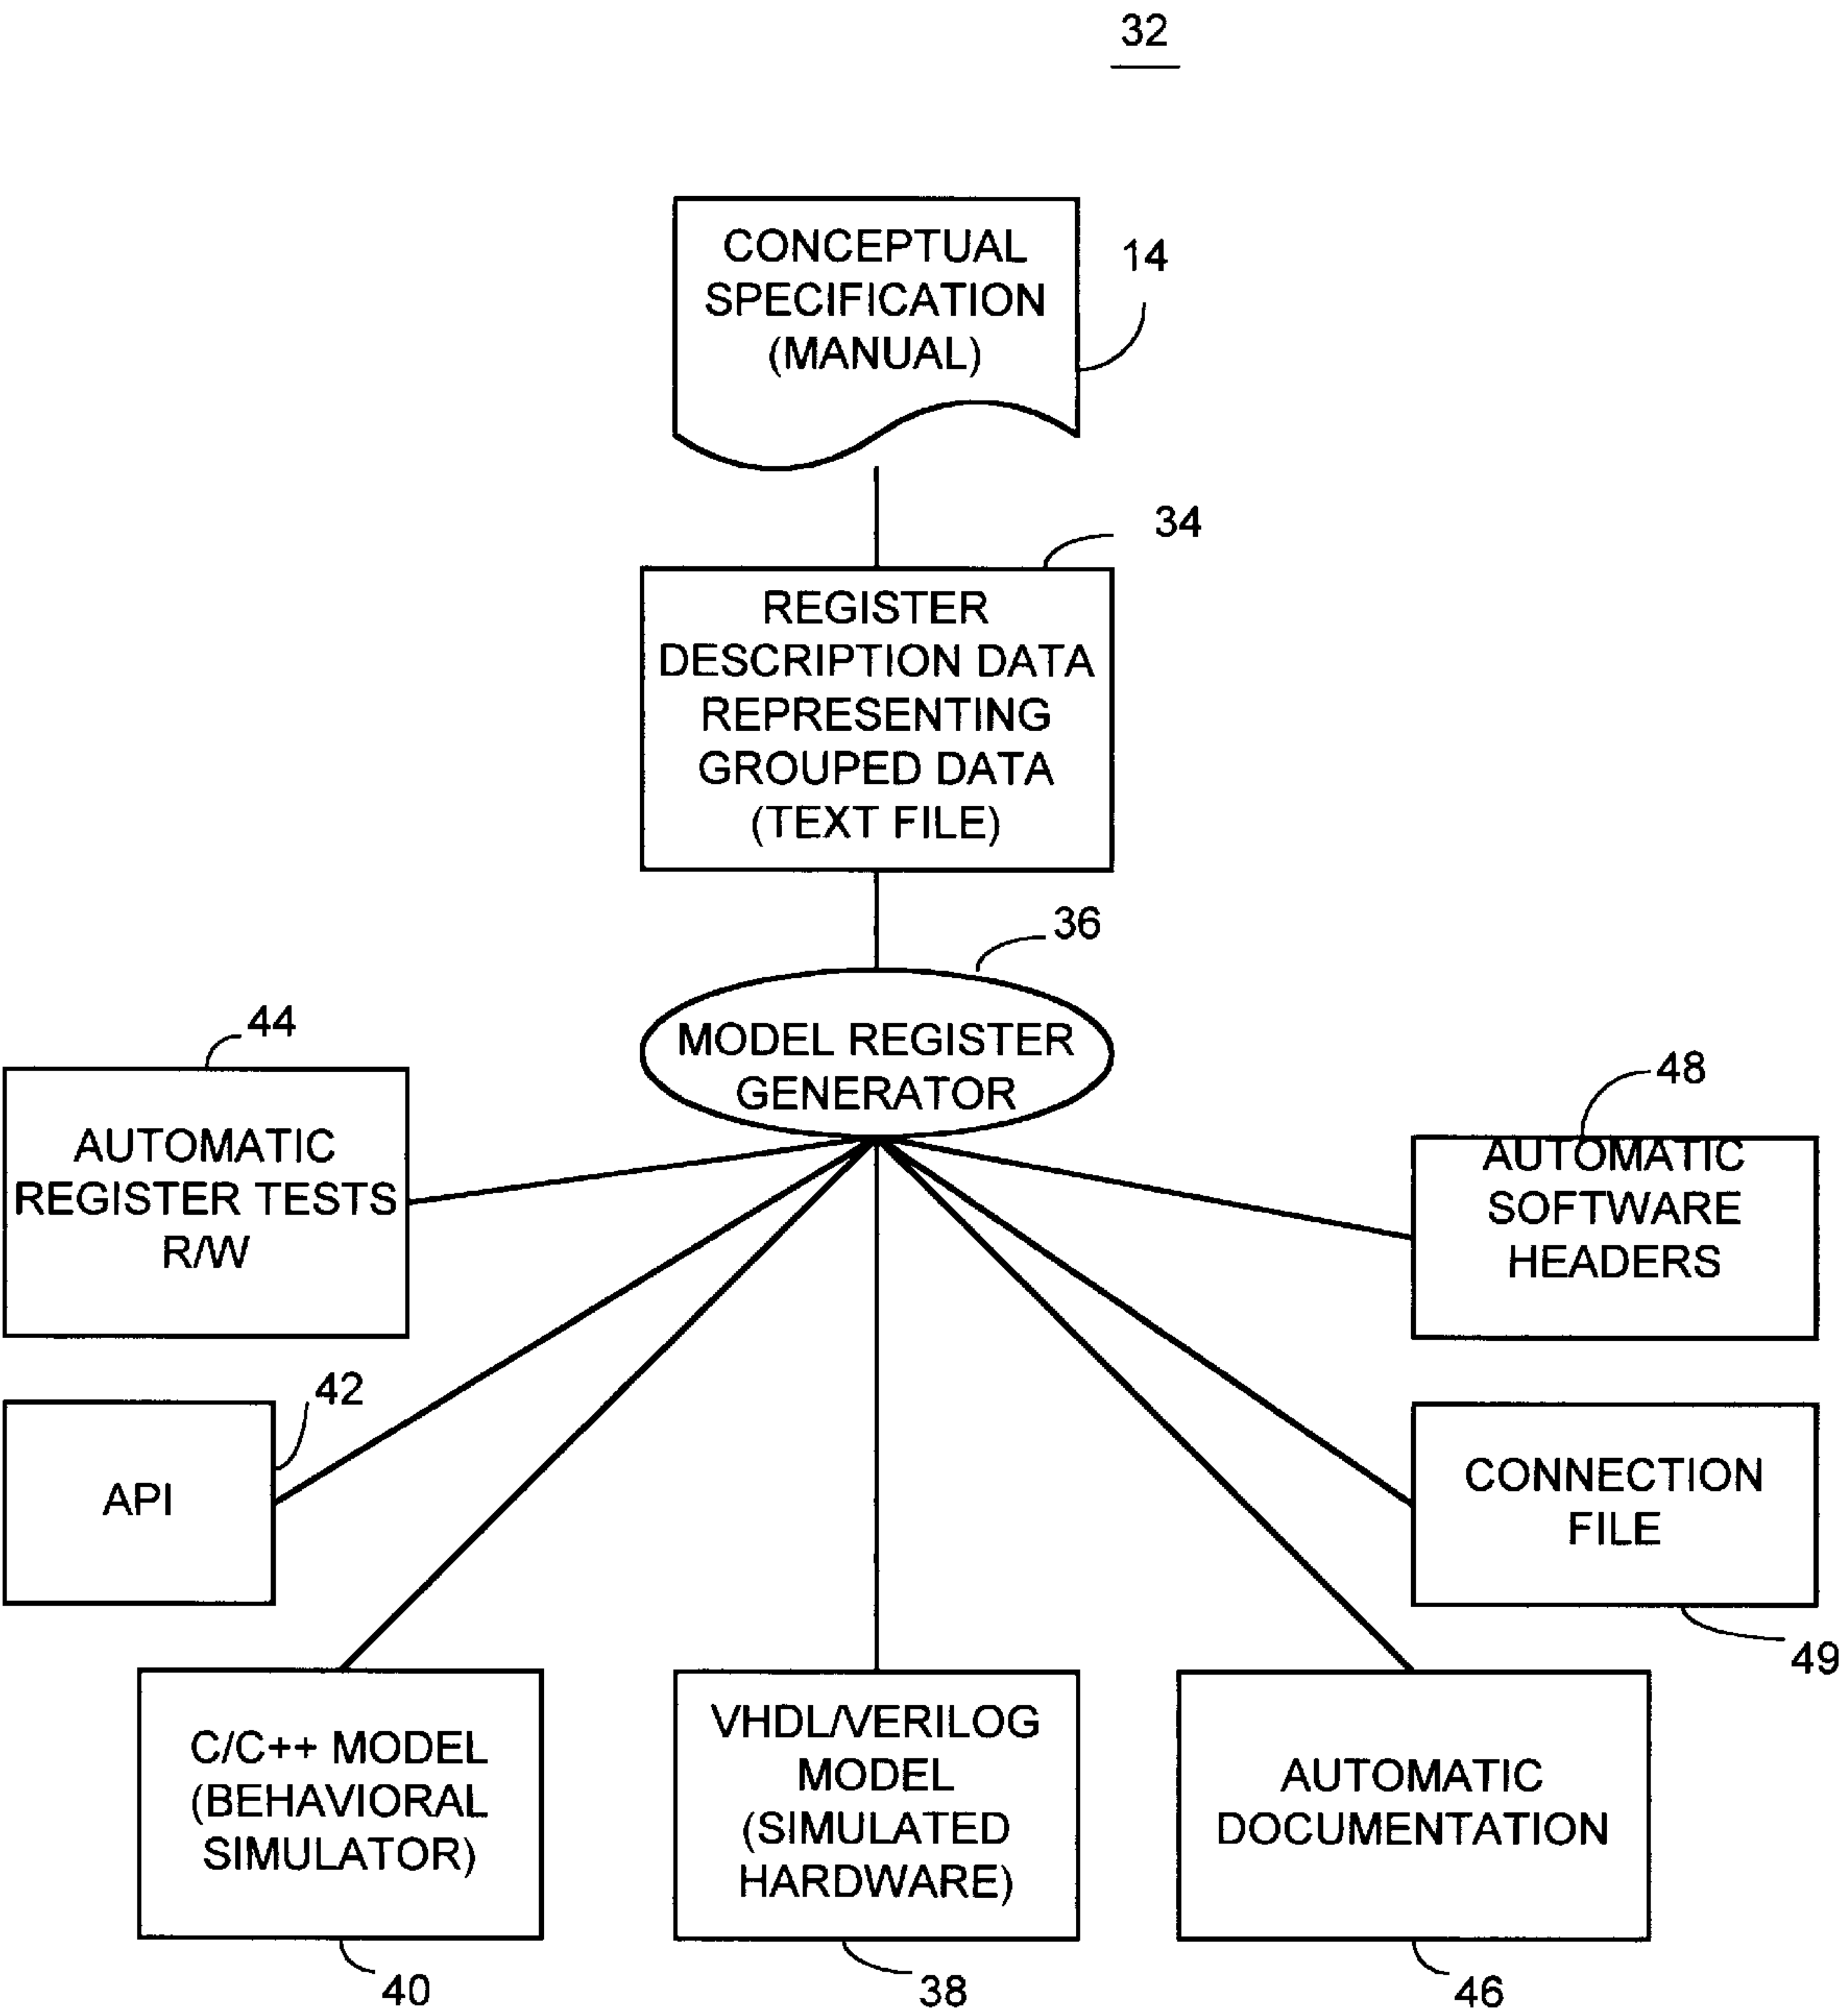 32
CONCEPTUAL
SPECIFICATION
(MANUAL)
14
34
REGISTER
DESCRIPTION DATA
REPRESENTING
GROUPED DATA
(TEXT FILE)
36
MODEL REGISTER
GENERATOR
44
AUTOMATIC
REGISTER TESTS
R/W
48
AUTOMATIC
SOFTWARE
HEADERS
42
API
CONNECTION
FILE
49
C/C++ MODEL
(BEHAVIORAL
SIMULATOR)
40
VHDL/VERILOG
MODEL
(SIMULATED
HARDWARE)
38
AUTOMATIC
DOCUMENTATION
46